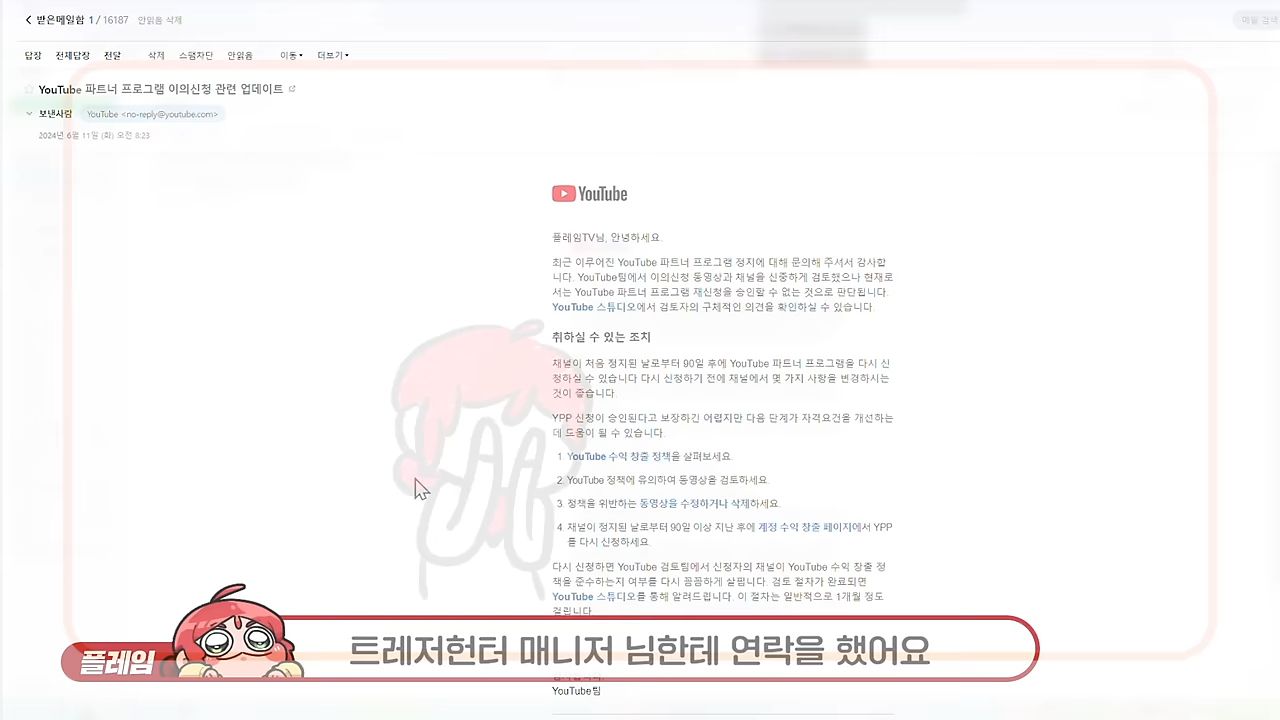 받은메일함 1 / 16187 안읽음 삭제
메일 검색
답장 전체답장 전달 삭제 스팸차단 안읽음 이동 더보기
YouTube 파트너 프로그램 이의신청 관련 업데이트
보낸사람 YouTube <no-reply@youtube.com>
2024년 6월 11일 (화) 오전 8:23
YouTube
플레임TV님, 안녕하세요.
최근 이루어진 YouTube 파트너 프로그램 정지에 대해 문의해 주셔서 감사합
니다. YouTube팀에서 이의신청 동영상과 채널을 신중하게 검토했으나 현재로
서는 YouTube 파트너 프로그램 재신청을 승인할 수 없는 것으로 판단됩니다.
YouTube 스튜디오에서 검토자의 구체적인 의견을 확인하실 수 있습니다.
취하실 수 있는 조치
채널이 처음 정지된 날로부터 90일 후에 YouTube 파트너 프로그램을 다시 신
청하실 수 있습니다 다시 신청하기 전에 채널에서 몇 가지 사항을 변경하시는
것이 좋습니다.
YPP 신청이 승인된다고 보장하긴 어렵지만 다음 단계가 자격요건을 개선하는
데 드움이 될 수 있습니다.
1. YouTube 수익 창출 정책을 살펴보세요.
2. YouTube 정책에 유의하여 동영상을 검토하세요.
3. 정책을 위반하는 동영상을 수정하거나 삭제하세요.
4. 채널이 정지된 날로부터 90일 이상 지난 후에 계정 수익 창출 페이지에서 YPP
를 다시 신청하세요.
다시 신청하면 YouTube 검토팀에서 신청자의 채널이 YouTube 수익 창출 정
책을 준수하는지 여부를 다시 꼼꼼하게 살핍니다. 검토 절차가 완료되면
YouTube 스튜디오를 통해 알려드립니다. 이 절차는 일반적으로 1개월 정도
걸립니다
플레임 트레저헌터 매니저 님한테 연락을 했어요
YouTube팀